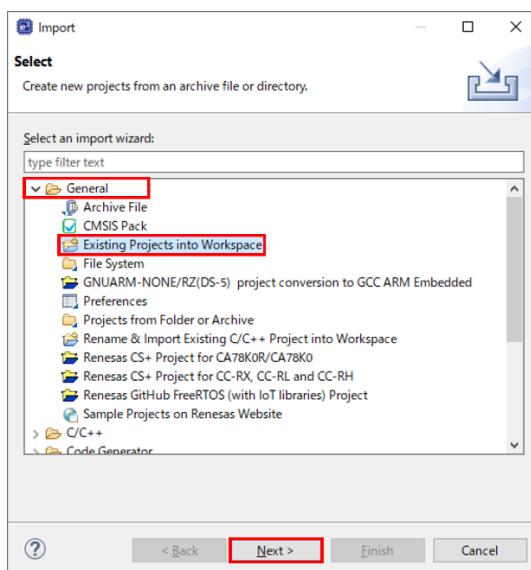 Import
Select
Create new projects from an archive file or directory.
Select an import wizard:
type filter text
General
Archive File
CMSIS Pack
Existing Projects into Workspace
File System
GNUARM-NONE/RZ(DS-5) project conversion to GCC ARM Embedded
Preferences
Projects from Folder or Archive
Rename & Import Existing C/C++ Project into Workspace
Renesas CS+ Project for CA78K0R/CA78K0
Renesas CS+ Project for CC-RX, CC-RL and CC-RH
Renesas GitHub FreeRTOS (with IoT libraries) Project
Sample Projects on Renesas Website
C/C++
Code Generator
< Back Next > Finish Cancel